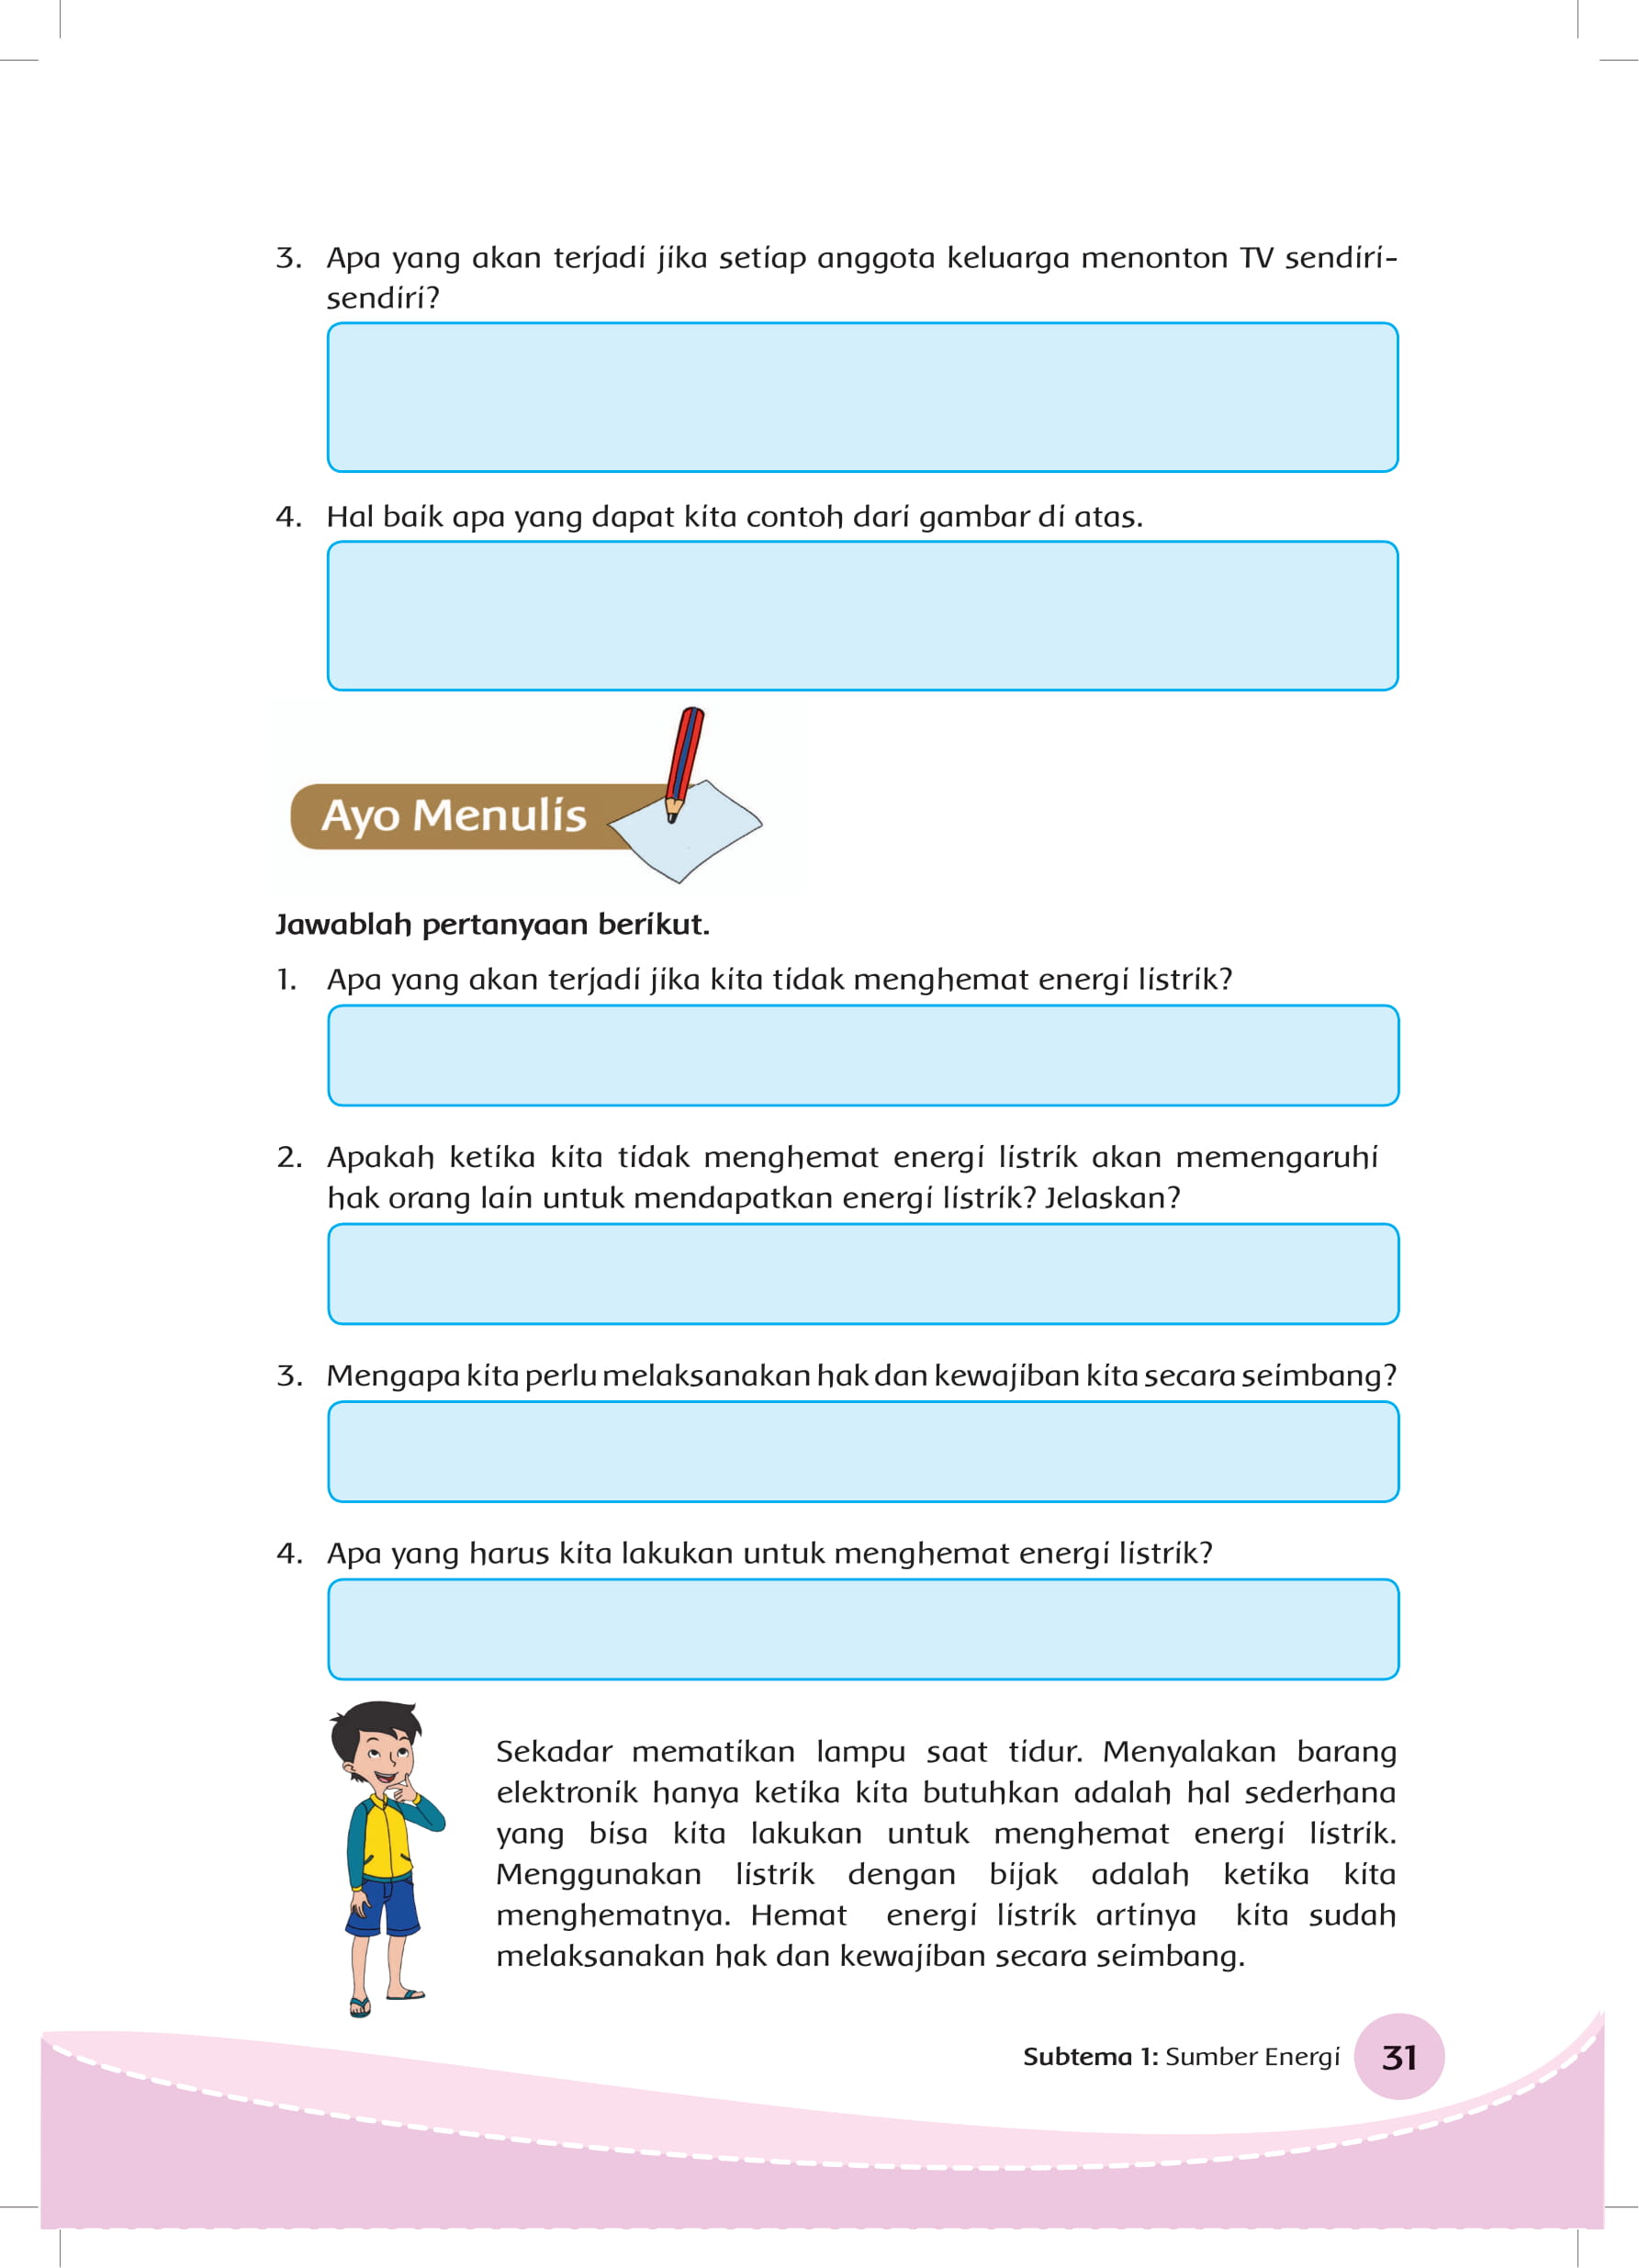 3. Apa yang akan terjadi jika setiap anggota keluarga menonton TV sendiri-
sendiri?
4. Hal baik apa yang dapat kita contoh dari gambar di atas.
Ayo Menulis
Jawablah pertanyaan berikut.
1. Apa yang akan terjadi jika kita tidak menghemat energi listrik?
2. Apakah ketika kita tidak menghemat energi listrik akan memengaruhi
hak orang lain untuk mendapatkan energi listrik? Jelaskan?
3. Mengapa kita perlu melaksanakan hak dan kewajiban kita secara seimbang?
4. Apa yang harus kita lakukan untuk menghemat energi listrik?
Sekadar mematikan lampu saat tidur. Menyalakan barang
elektronik hanya ketika kita butuhkan adalah hal sederhana
yang bisa kita lakukan untuk menghemat energi listrik.
Menggunakan listrik dengan bijak adalah ketika kita
menghematnya. Hemat energi listrik artinya kita sudah
melaksanakan hak dan kewajiban secara seimbang.
Subtema 1: Sumber Energi 31